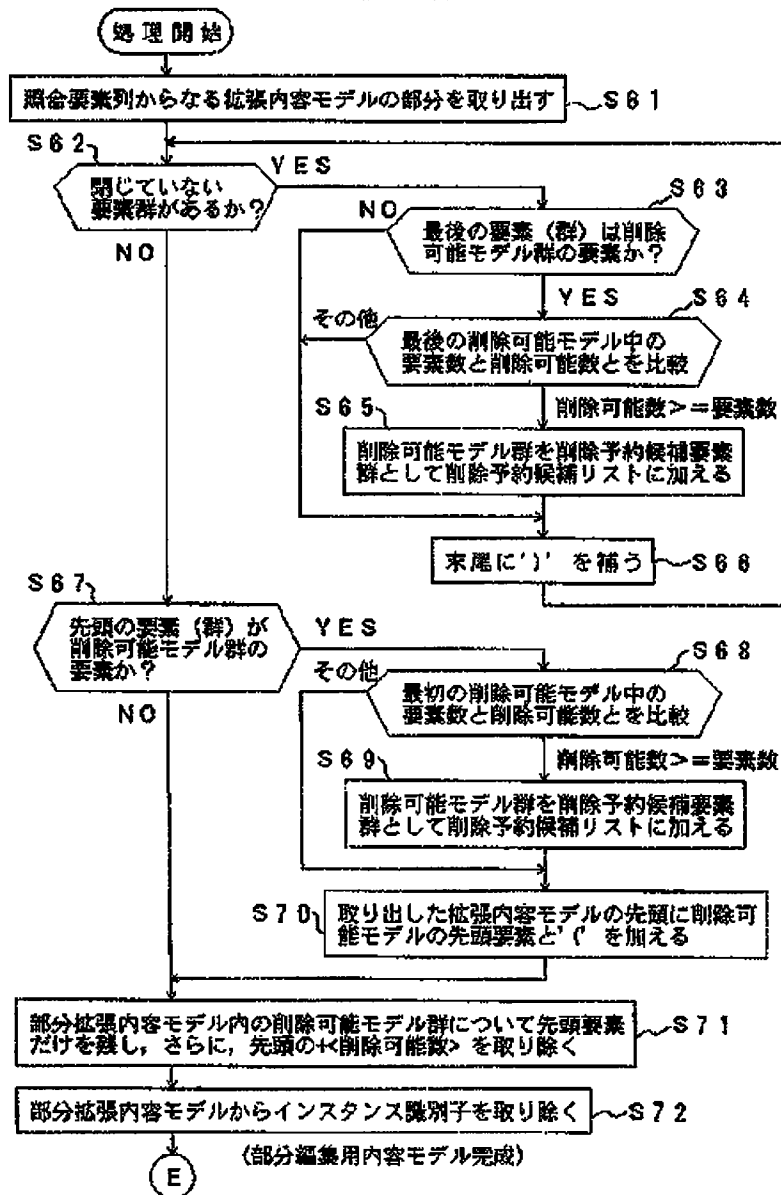 処理開始
照合要素列からなる拡張内容モデルの部分を取り出す
S61
S62
閉じていない
要素群があるか？
YES
NO
S63
最後の要素（群）は削除
可能モデル群の要素か？
NO
YES
S64
その他
最後の削除可能モデル中の
要素数と削除可能数とを比較
削除可能数＞＝要素数
S65
削除可能モデル群を削除予約候補要素
群として削除予約候補リストに加える
末尾に')' を補う
S66
S67
先頭の要素（群）が
削除可能モデル群の
要素か？
YES
NO
S68
その他
最初の削除可能モデル中の
要素数と削除可能数とを比較
削除可能数＞＝要素数
S69
削除可能モデル群を削除予約候補要素
群として削除予約候補リストに加える
S70
取り出した拡張内容モデルの先頭に削除可
能モデルの先頭要素と'(' を加える
部分拡張内容モデル内の削除可能モデル群について先頭要素
だけを残し，さらに，先頭の+<削除可能数> を取り除く
S71
部分拡張内容モデルからインスタンス識別子を取り除く
S72
(部分編集用内容モデル完成)
E